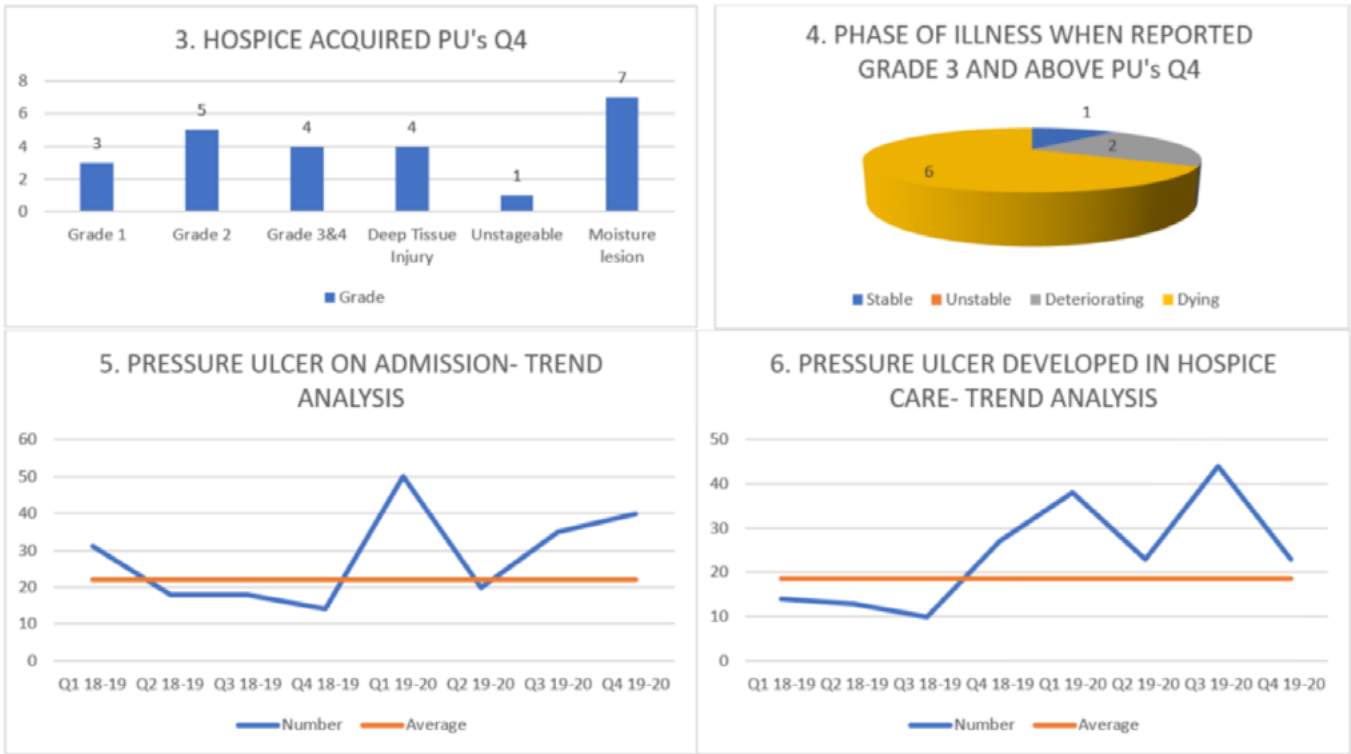 3. HOSPICE ACQUIRED PU's Q4
8
6
4
2
0
3
5
4
4
1
7
Grade 1
Grade 2
Grade 3&4
Deep Tissue
Injury
Unstageable
Moisture
lesion
Grade
4. PHASE OF ILLNESS WHEN REPORTED
GRADE 3 AND ABOVE PU's Q4
1
2
6
Stable
Unstable
Deteriorating
Dying
5. PRESSURE ULCER ON ADMISSION- TREND
ANALYSIS
60
50
40
30
20
10
0
Q1 18-19 Q2 18-19 Q3 18-19 Q4 18-19 Q1 19-20 Q2 19-20 Q3 19-20 Q4 19-20
Number
Average
6. PRESSURE ULCER DEVELOPED IN HOSPICE
CARE- TREND ANALYSIS
50
40
30
20
10
0
Q1 18-19 Q2 18-19 Q3 18-19 Q4 18-19 Q1 19-20 Q2 19-20 Q3 19-20 Q4 19-20
Number
Average